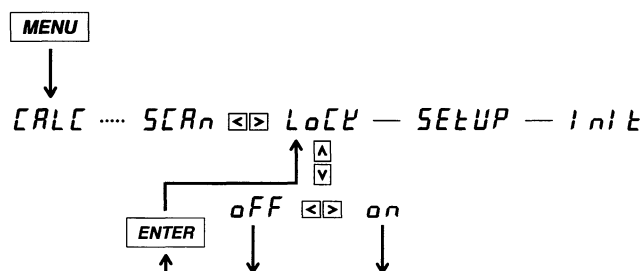 MENU
CALC ..... SCAn <> LoCK — SEtUP — InIt
∧
∨
oFF <> on
ENTER